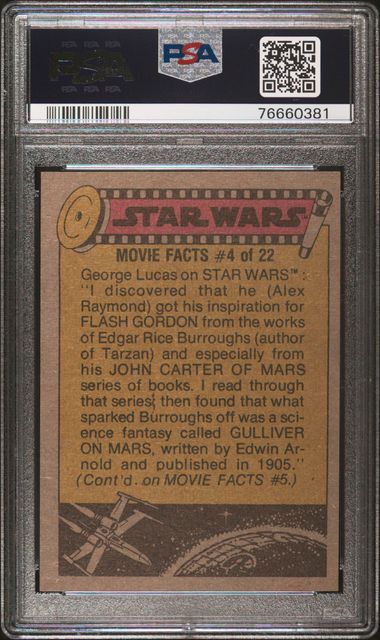 PSA
76660381
STAR WARS
MOVIE FACTS #4 of 22
George Lucas on STAR WARS™:
"I discovered that he (Alex
Raymond) got his inspiration for
FLASH GORDON from the works
of Edgar Rice Burroughs (author
of Tarzan) and especially from
his JOHN CARTER OF MARS
series of books. I read through
that series; then found that what
sparked Burroughs off was a sci-
ence fantasy called GULLIVER
ON MARS, written by Edwin Ar-
nold and published in 1905."
(Cont'd. on MOVIE FACTS #5.)